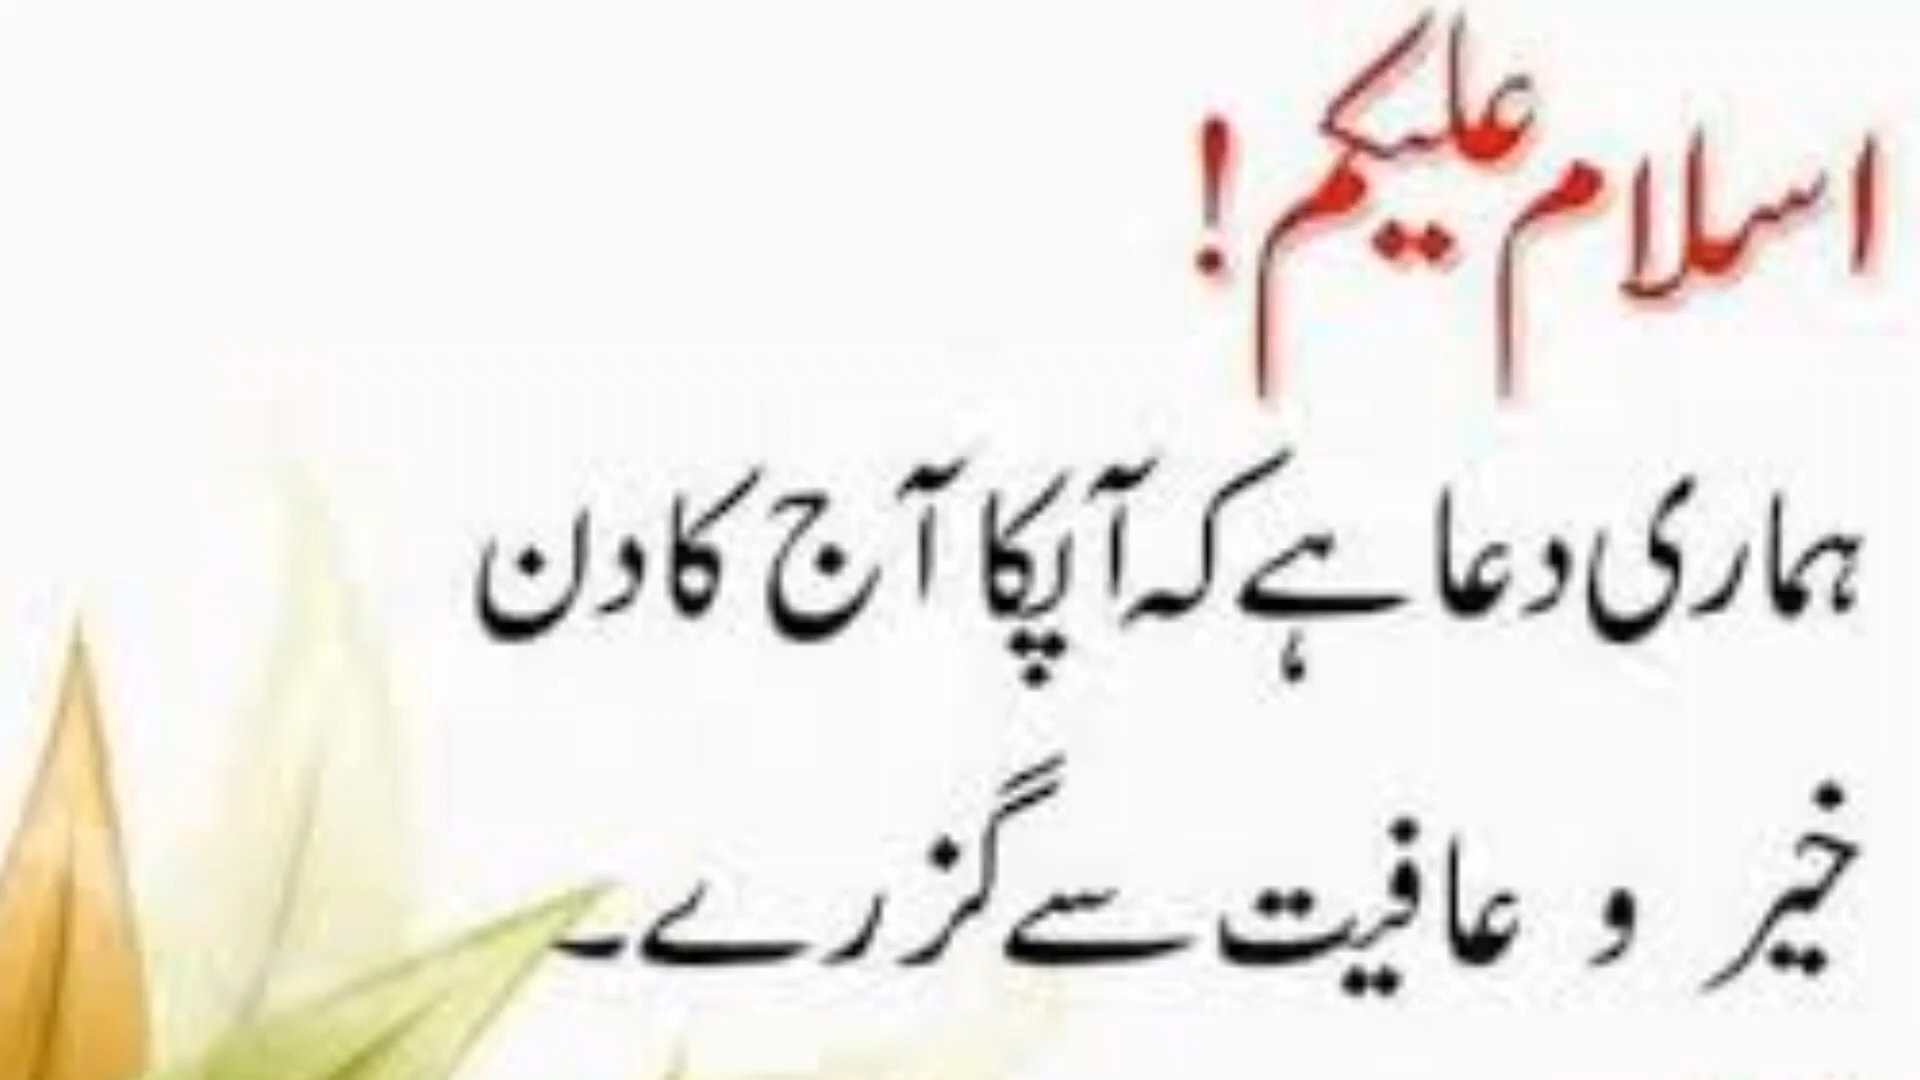 اسلام علیکم !
ہماری دعا ہے کہ آپکا آج کا دن
خیر و عافیت سے گزرے۔